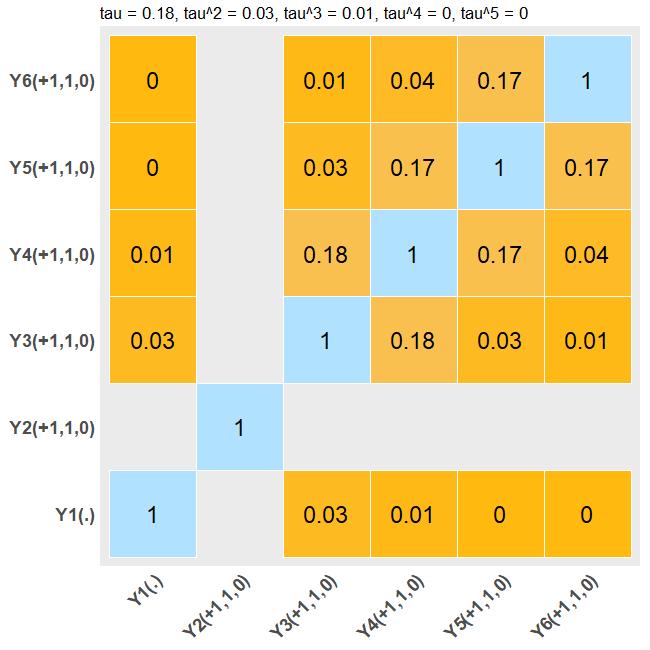 tau = 0.18, tau^2 = 0.03, tau^3 = 0.01, tau^4 = 0, tau^5 = 0
Y6(+1,1,0) 0 0.01 0.04 0.17 1
Y5(+1,1,0) 0 0.03 0.17 1 0.17
Y4(+1,1,0) 0.01 0.18 1 0.17 0.04
Y3(+1,1,0) 0.03 1 0.18 0.03 0.01
Y2(+1,1,0) 1
Y1(.) 1 0.03 0.01 0 0
Y1(.) Y2(+1,1,0) Y3(+1,1,0) Y4(+1,1,0) Y5(+1,1,0) Y6(+1,1,0)